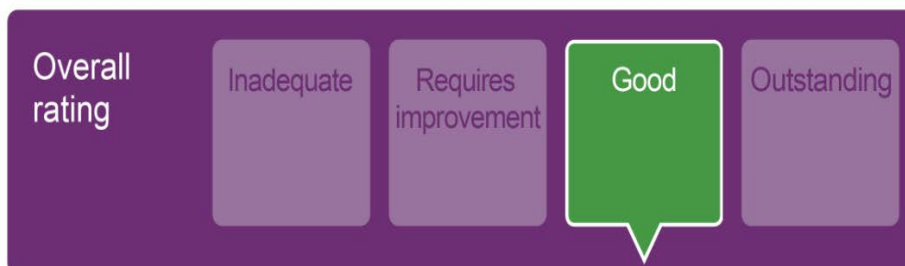 Overall
rating
Inadequate
Requires
improvement
Good
Outstanding